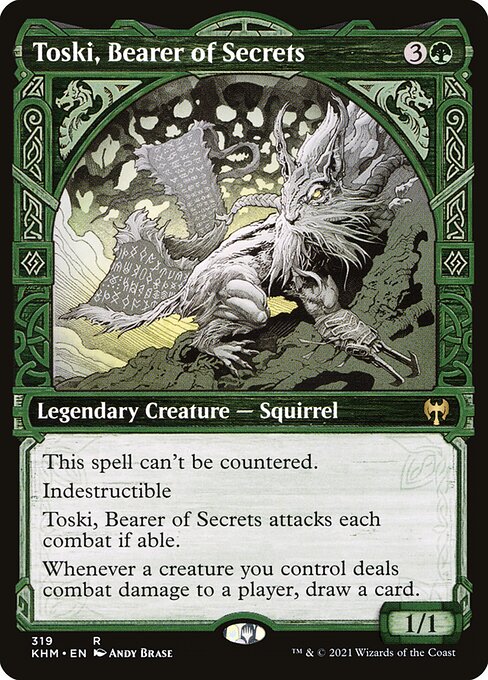 Toski, Bearer of Secrets 3
Legendary Creature — Squirrel
This spell can't be countered.
Indestructible
Toski, Bearer of Secrets attacks each
combat if able.
Whenever a creature you control deals
combat damage to a player, draw a card.
1/1
319 R
KHM • EN ANDY BRASE
™ & © 2021 Wizards of the Coast